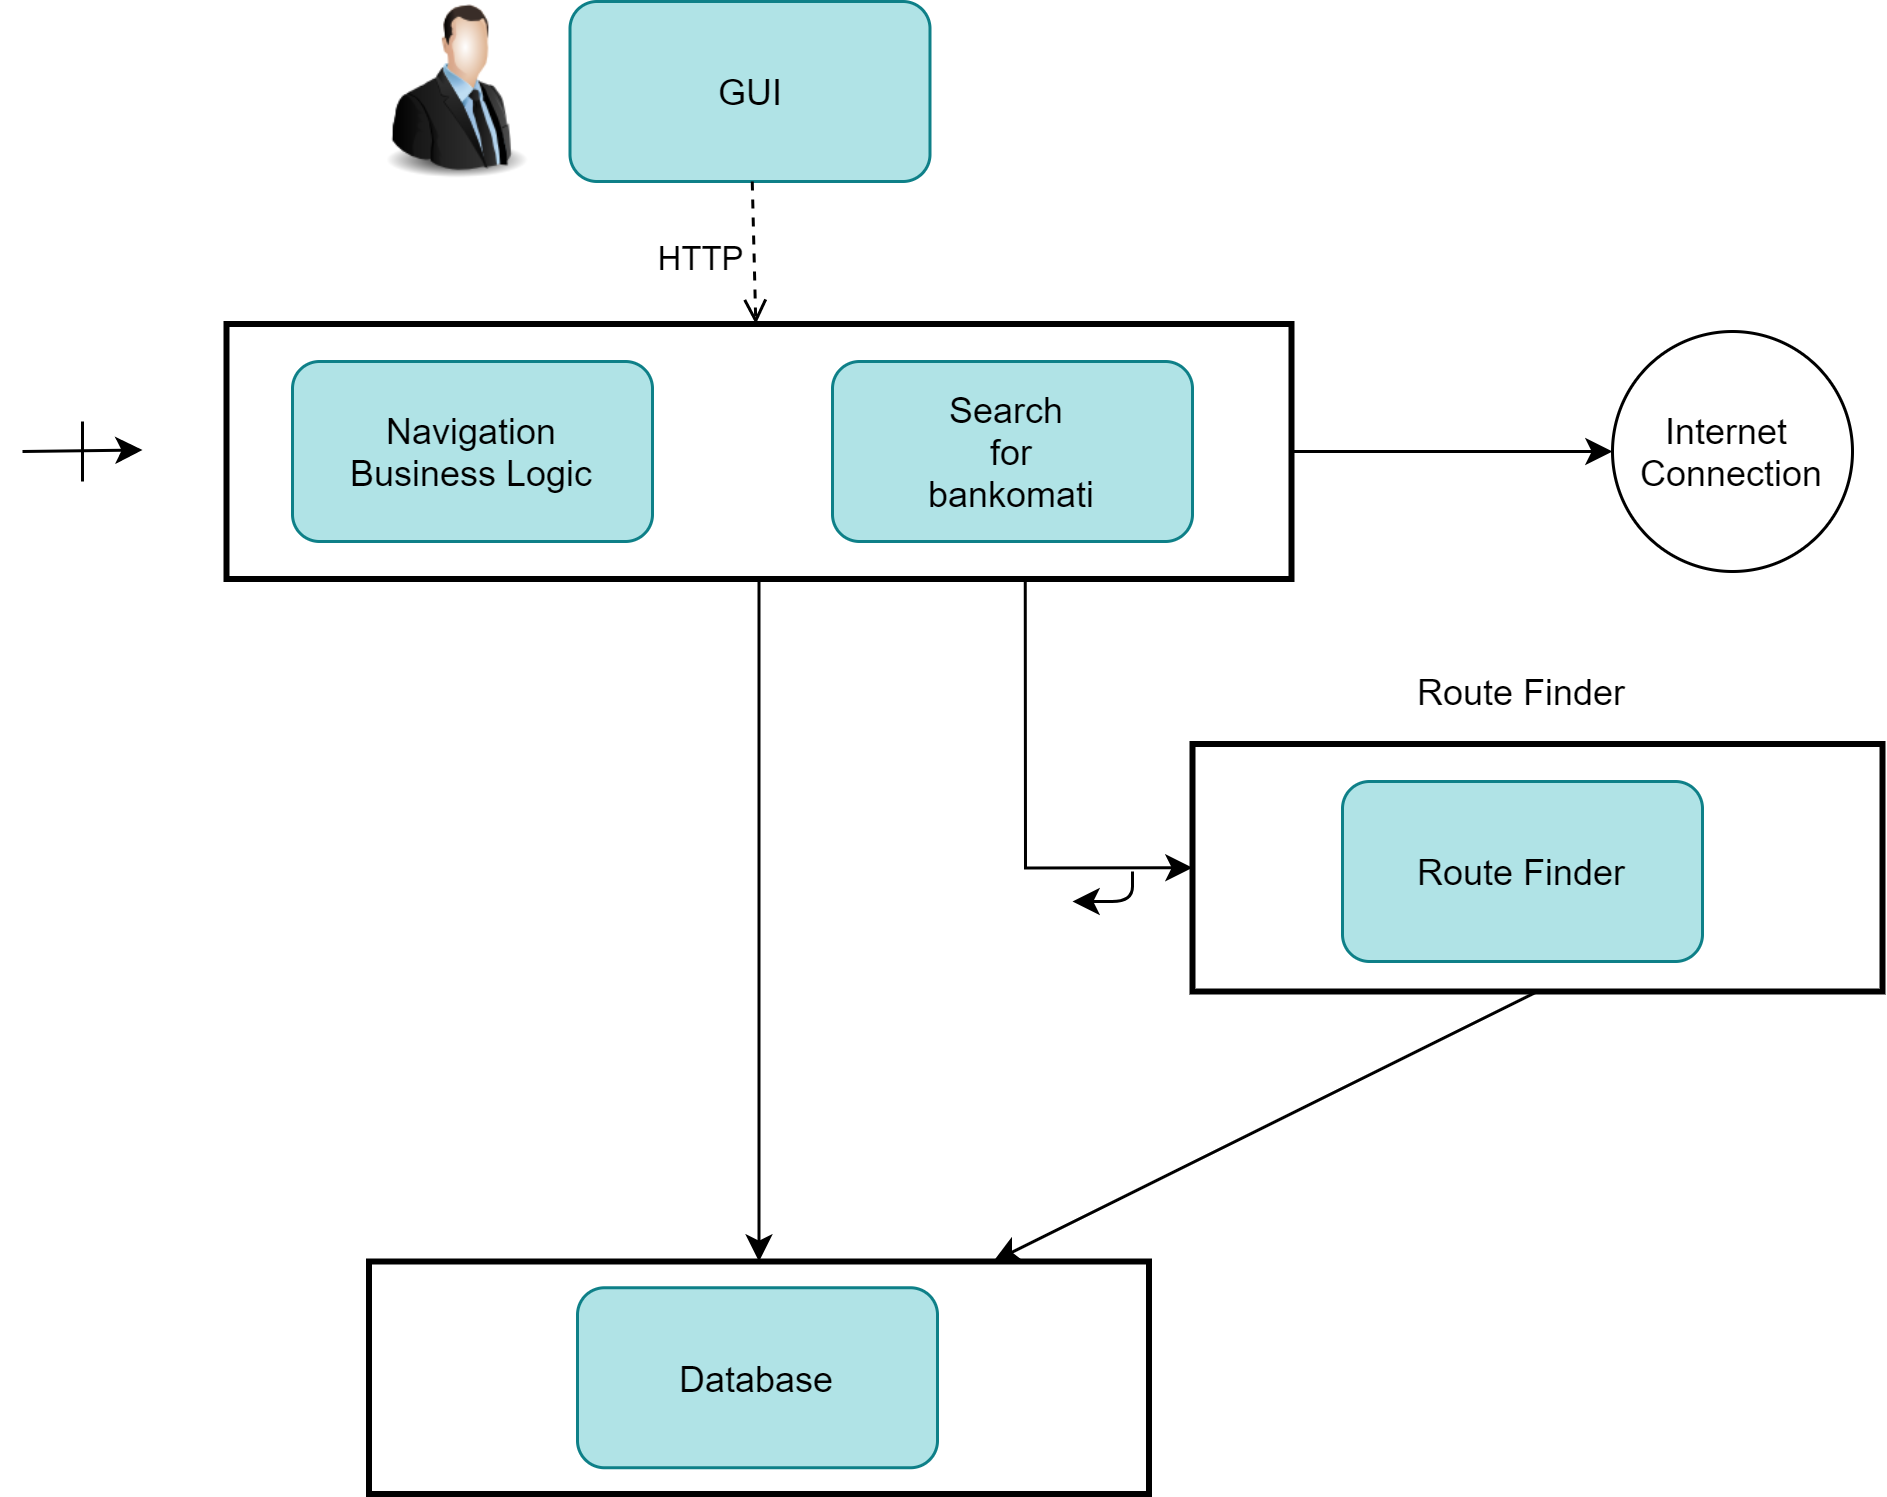 GUI
HTTP
Navigation
Business Logic
Search
for
bankomati
Internet
Connection
Route Finder
Route Finder
Database